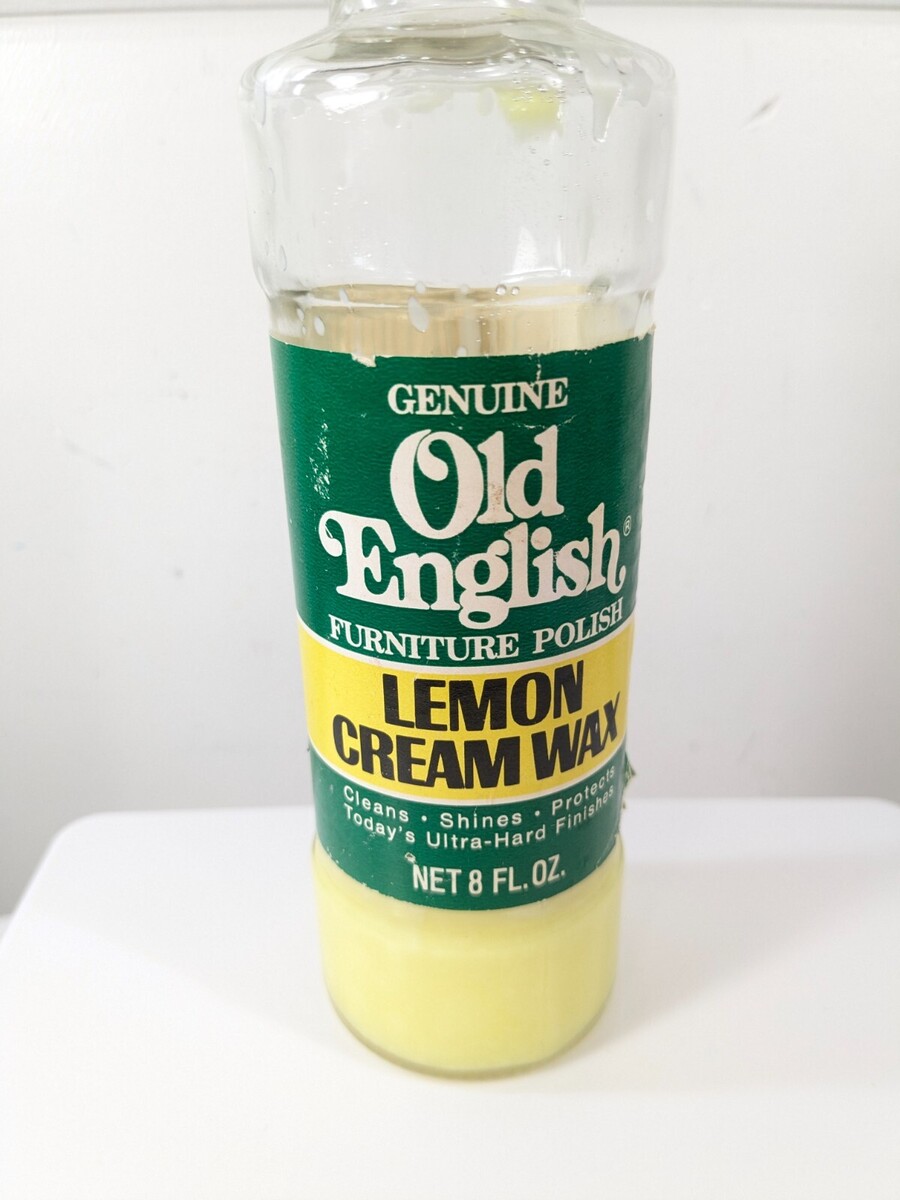 GENUINE
Old
English®
FURNITURE POLISH
LEMON
CREAM WAX
Cleans • Shines • Protects
Today's Ultra-Hard Finishes
NET 8 FL. OZ.